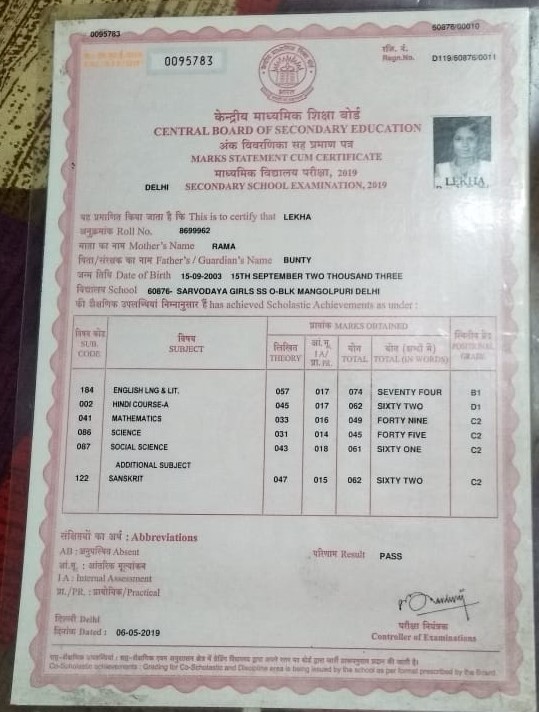 0095783
60876/00010
0095783
रजि. नं.
Regn.No. D119/60876/0011
केन्द्रीय माध्यमिक शिक्षा बोर्ड
CENTRAL BOARD OF SECONDARY EDUCATION
अंक विवरणिका सह प्रमाण पत्र
MARKS STATEMENT CUM CERTIFICATE
माध्यमिक विद्यालय परीक्षा, 2019
DELHI SECONDARY SCHOOL EXAMINATION, 2019
LEKHA
यह प्रमाणित किया जाता है कि This is to certify that LEKHA
अनुक्रमांक Roll No. 8699962
माता का नाम Mother's Name RAMA
पिता/संरक्षक का नाम Father's / Guardian's Name BUNTY
जन्म तिथि Date of Birth 15-09-2003 15TH SEPTEMBER TWO THOUSAND THREE
विद्यालय School 60876- SARVODAYA GIRLS SS O-BLK MANGOLPURI DELHI
की शैक्षणिक उपलब्धियां निम्नानुसार हैं has achieved Scholastic Achievements as under :
विषय कोड SUB. CODE
विषय SUBJECT
प्राप्तांक MARKS OBTAINED
लिखित THEORY
आं.मू./ I A/ प्रा./PR.
योग TOTAL
योग (शब्दों में) TOTAL (IN WORDS)
स्थितीय ग्रेड POSITIONAL GRADE
184 ENGLISH LNG & LIT. 057 017 074 SEVENTY FOUR B1
002 HINDI COURSE-A 045 017 062 SIXTY TWO D1
041 MATHEMATICS 033 016 049 FORTY NINE C2
086 SCIENCE 031 014 045 FORTY FIVE C2
087 SOCIAL SCIENCE 043 018 061 SIXTY ONE C2
ADDITIONAL SUBJECT
122 SANSKRIT 047 015 062 SIXTY TWO C2
संक्षिप्तियों का अर्थ : Abbreviations
AB : अनुपस्थित Absent
परिणाम Result PASS
आं.मू. : आंतरिक मूल्यांकन
I A : Internal Assessment
प्रा./PR. : प्रायोगिक/Practical
दिल्ली Delhi
दिनांक Dated : 06-05-2019
परीक्षा नियंत्रक
Controller of Examinations
Co-Scholastic achievements : Grading for Co-Scholastic and Discipline area is being issued by the school as per format prescribed by the Board.